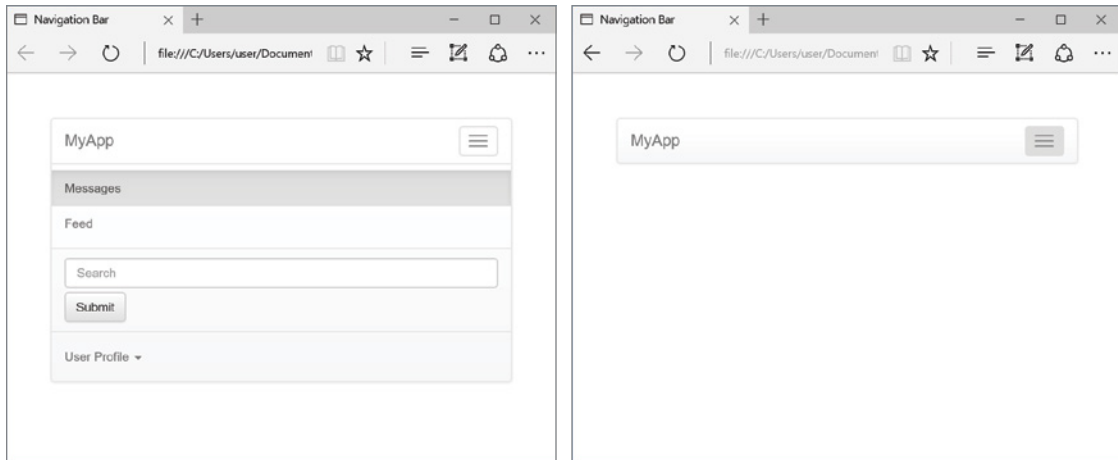 Navigation Bar
file:///C:/Users/user/Document
MyApp
Messages
Feed
Search
Submit
User Profile
Navigation Bar
file:///C:/Users/user/Document
MyApp